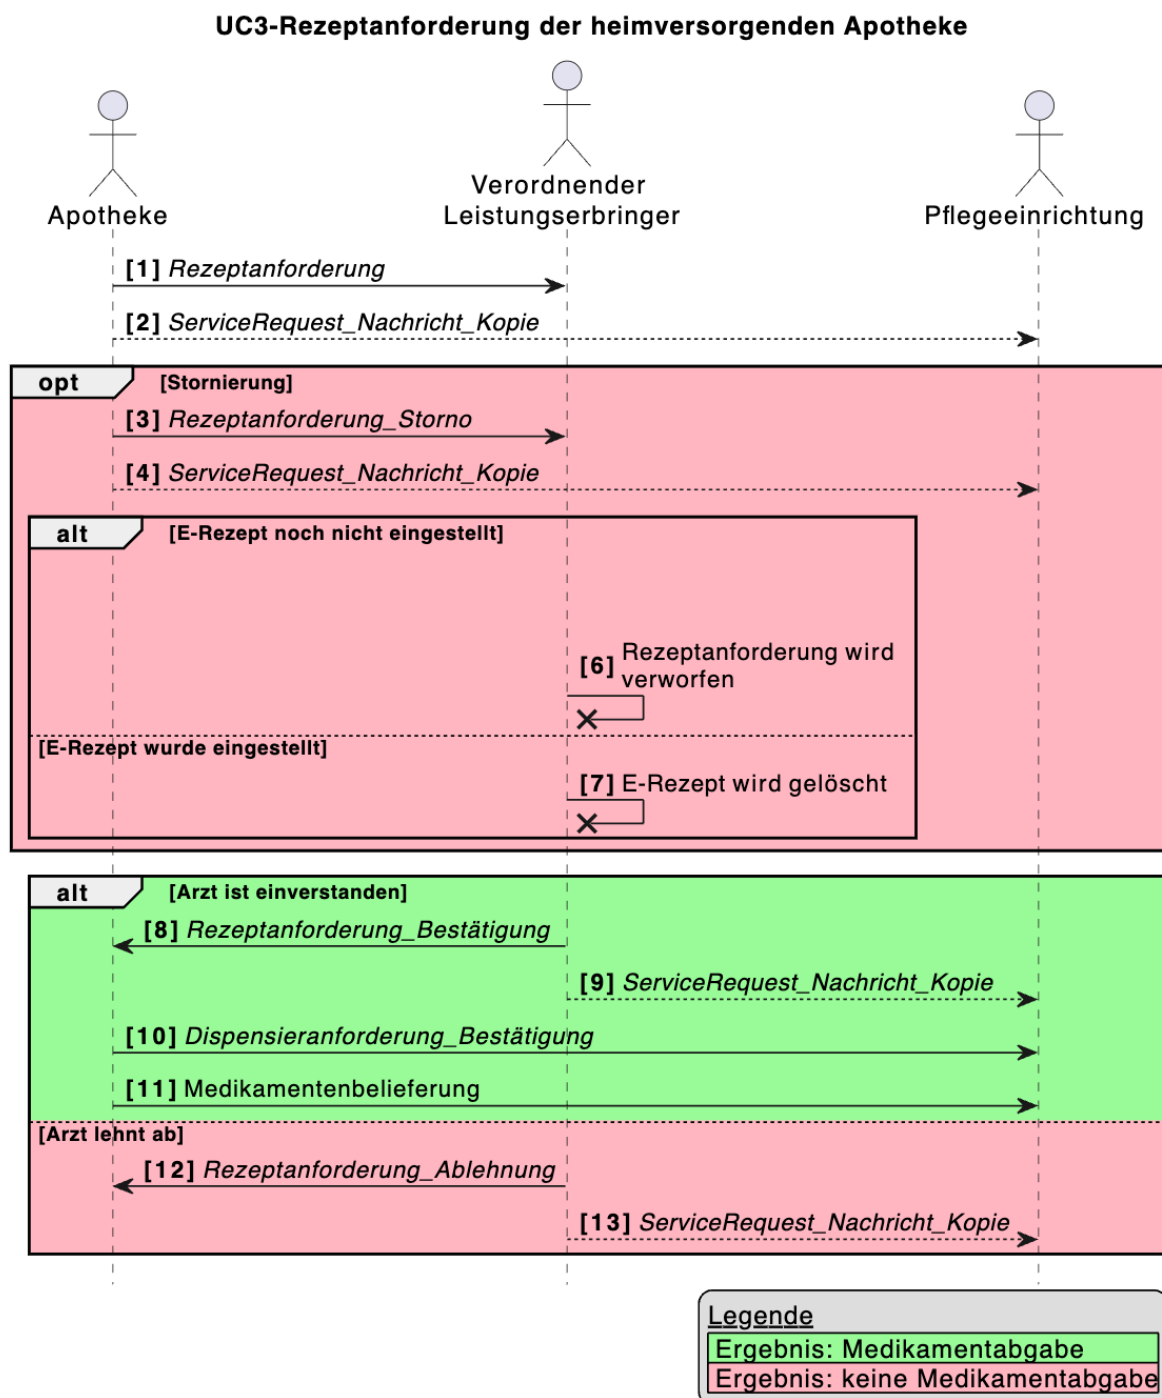 UC3-Rezeptanforderung der heimversorgenden Apotheke
Apotheke
Verordnender
Leistungserbringer
Pflegeeinrichtung
[1] Rezeptanforderung
[2] ServiceRequest_Nachricht_Kopie
opt [Stornierung]
[3] Rezeptanforderung_Storno
[4] ServiceRequest_Nachricht_Kopie
alt [E-Rezept noch nicht eingestellt]
[6] Rezeptanforderung wird
verworfen
[E-Rezept wurde eingestellt]
[7] E-Rezept wird gelöscht
alt [Arzt ist einverstanden]
[8] Rezeptanforderung_Bestätigung
[9] ServiceRequest_Nachricht_Kopie
[10] Dispensieranforderung_Bestätigung
[11] Medikamentenbelieferung
[Arzt lehnt ab]
[12] Rezeptanforderung_Ablehnung
[13] ServiceRequest_Nachricht_Kopie
Legende
Ergebnis: Medikamentabgabe
Ergebnis: keine Medikamentabgabe